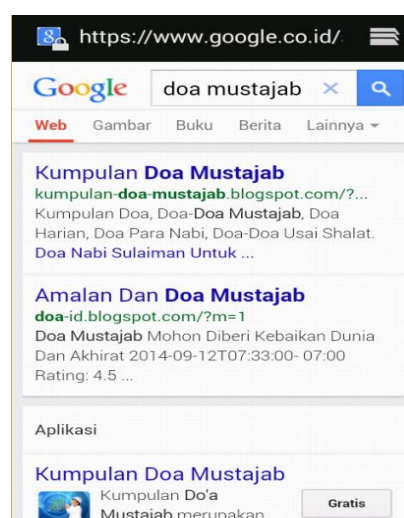 https://www.google.co.id/
Google doa mustajab ×
Web Gambar Buku Berita Lainnya
Kumpulan Doa Mustajab
kumpulan-doa-mustajab.blogspot.com/?...
Kumpulan Doa, Doa-Doa Mustajab, Doa
Harian, Doa Para Nabi, Doa-Doa Usai Shalat.
Doa Nabi Sulaiman Untuk ...
Amalan Dan Doa Mustajab
doa-id.blogspot.com/?m=1
Doa Mustajab Mohon Diberi Kebaikan Dunia
Dan Akhirat 2014-09-12T07:33:00- 07:00
Rating: 4.5 ...
Aplikasi
Kumpulan Doa Mustajab
Kumpulan Do'a
Mustajab merupakan
Gratis